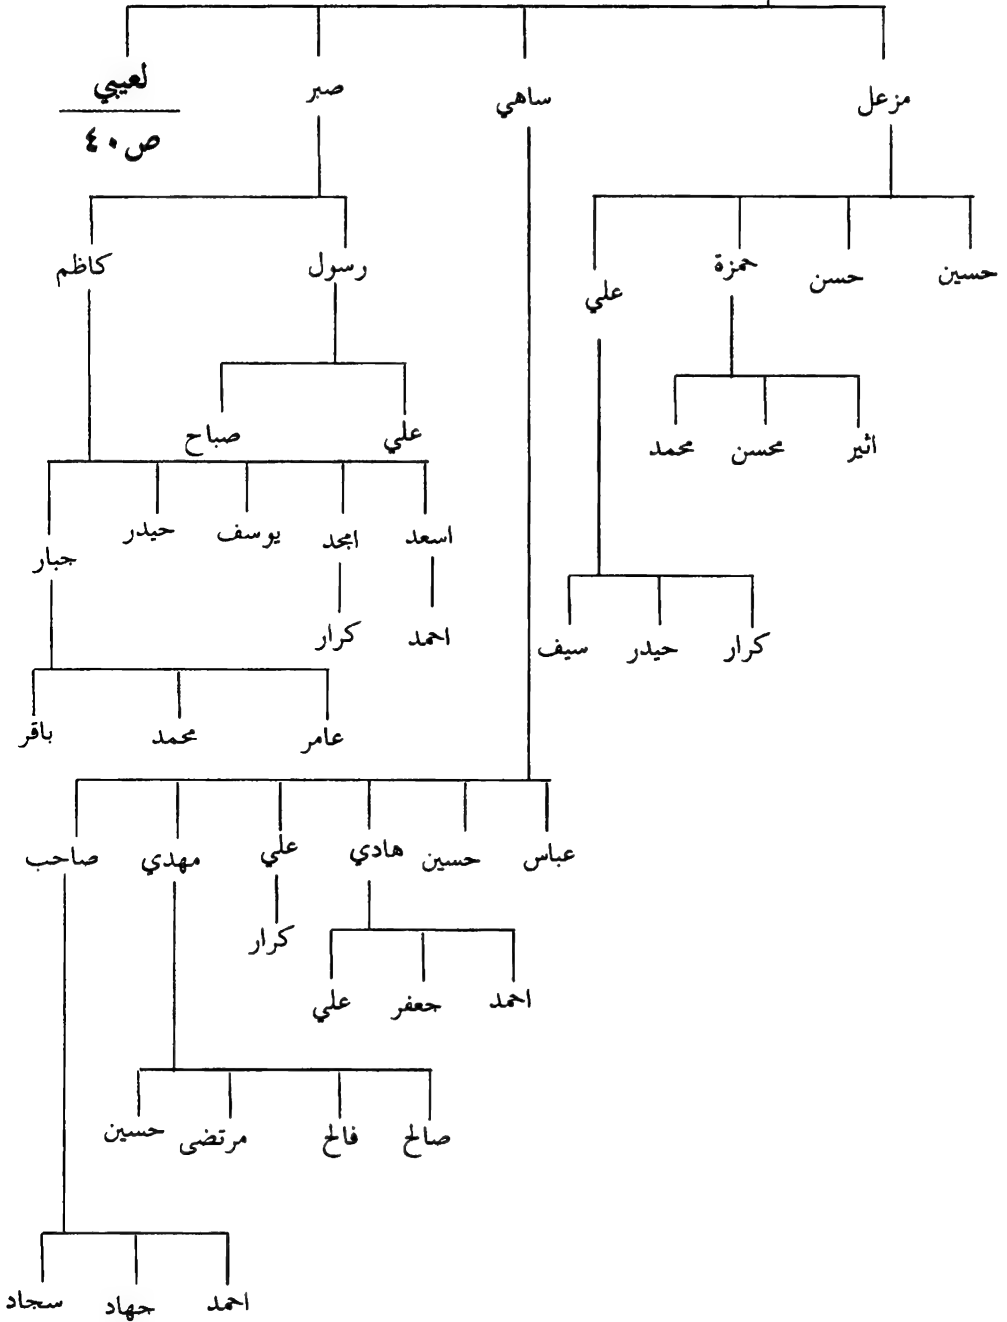 مزعل
ساهي
صبر
لعيبي
ص٤٠
حسين
حسن
حمزة
علي
رسول
كاظم
اثير
محسن
محمد
علي
صباح
اسعد
امجد
يوسف
حيدر
جبار
احمد
كرار
كرار
حيدر
سيف
عامر
محمد
باقر
عباس
حسين
هادي
علي
مهدي
صاحب
كرار
احمد
جعفر
علي
صالح
فالح
مرتضى
حسين
احمد
جهاد
سجاد